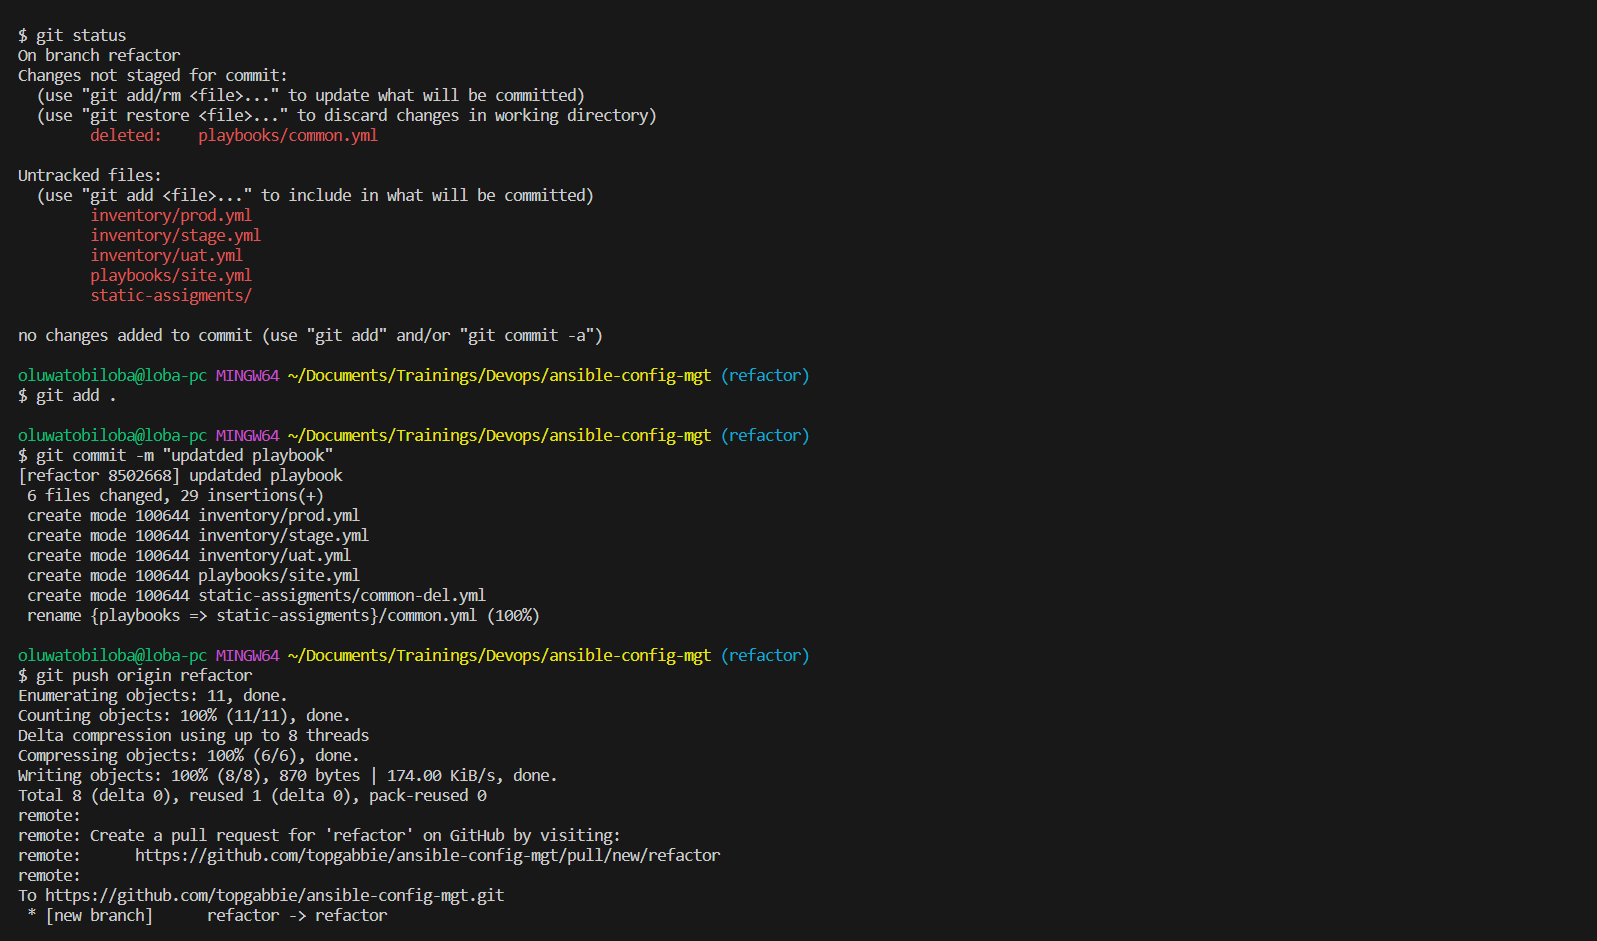 $ git status
On branch refactor
Changes not staged for commit:
  (use "git add/rm <file>..." to update what will be committed)
  (use "git restore <file>..." to discard changes in working directory)
        deleted:    playbooks/common.yml

Untracked files:
  (use "git add <file>..." to include in what will be committed)
        inventory/prod.yml
        inventory/stage.yml
        inventory/uat.yml
        playbooks/site.yml
        static-assigments/

no changes added to commit (use "git add" and/or "git commit -a")

oluwatobiloba@loba-pc MINGW64 ~/Documents/Trainings/Devops/ansible-config-mgt (refactor)
$ git add .

oluwatobiloba@loba-pc MINGW64 ~/Documents/Trainings/Devops/ansible-config-mgt (refactor)
$ git commit -m "updatded playbook"
[refactor 8502668] updatded playbook
 6 files changed, 29 insertions(+)
 create mode 100644 inventory/prod.yml
 create mode 100644 inventory/stage.yml
 create mode 100644 inventory/uat.yml
 create mode 100644 playbooks/site.yml
 create mode 100644 static-assigments/common-del.yml
 rename {playbooks => static-assigments}/common.yml (100%)

oluwatobiloba@loba-pc MINGW64 ~/Documents/Trainings/Devops/ansible-config-mgt (refactor)
$ git push origin refactor
Enumerating objects: 11, done.
Counting objects: 100% (11/11), done.
Delta compression using up to 8 threads
Compressing objects: 100% (6/6), done.
Writing objects: 100% (8/8), 870 bytes | 174.00 KiB/s, done.
Total 8 (delta 0), reused 1 (delta 0), pack-reused 0
remote:
remote: Create a pull request for 'refactor' on GitHub by visiting:
remote:      https://github.com/topgabbie/ansible-config-mgt/pull/new/refactor
remote:
To https://github.com/topgabbie/ansible-config-mgt.git
 * [new branch]      refactor -> refactor